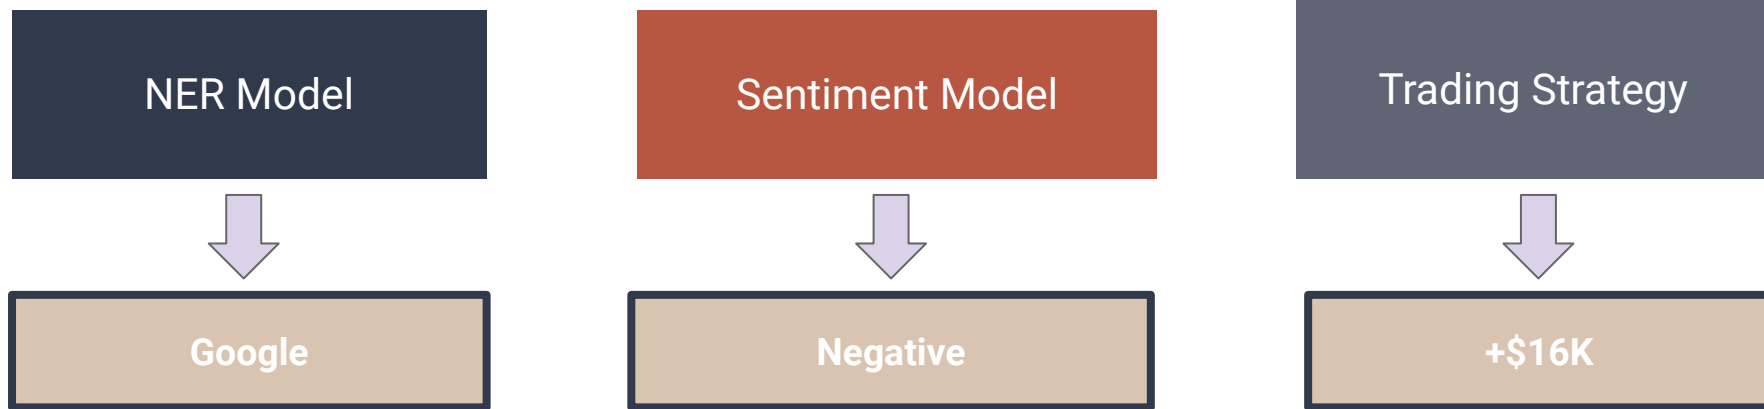 NER Model
Sentiment Model
Trading Strategy
Google
Negative
+$16K